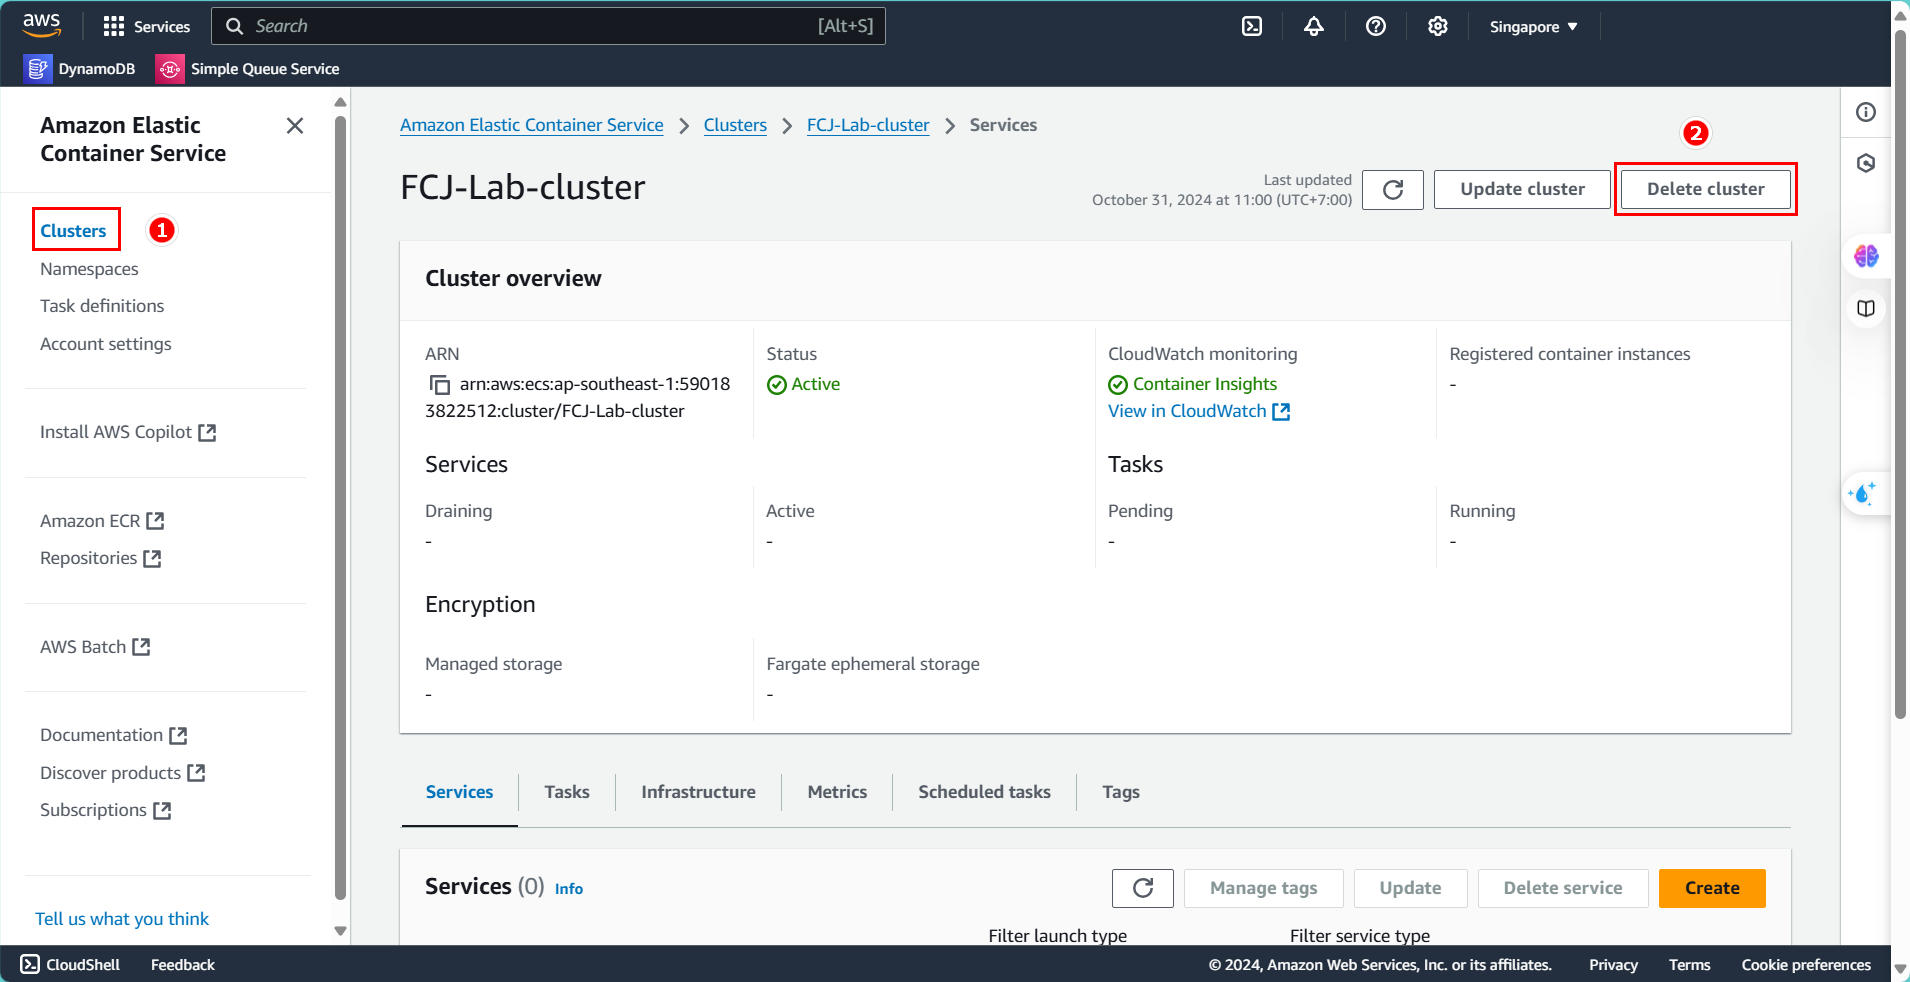 aws
Services
Search
[Alt+S]
Singapore
DynamoDB
Simple Queue Service
Amazon Elastic
Container Service
Clusters
1
Namespaces
Task definitions
Account settings
Install AWS Copilot
Amazon ECR
Repositories
AWS Batch
Documentation
Discover products
Subscriptions
Tell us what you think
Amazon Elastic Container Service > Clusters > FCJ-Lab-cluster > Services
2
FCJ-Lab-cluster
Last updated
October 31, 2024 at 11:00 (UTC+7:00)
Update cluster
Delete cluster
Cluster overview
ARN
arn:aws:ecs:ap-southeast-1:59018
3822512:cluster/FCJ-Lab-cluster
Status
Active
CloudWatch monitoring
Container Insights
View in CloudWatch
Registered container instances
-
Services
Tasks
Draining
-
Active
-
Pending
-
Running
-
Encryption
Managed storage
-
Fargate ephemeral storage
-
Services
Tasks
Infrastructure
Metrics
Scheduled tasks
Tags
Services (0) Info
Manage tags
Update
Delete service
Create
Filter launch type
Filter service type
CloudShell
Feedback
© 2024, Amazon Web Services, Inc. or its affiliates.
Privacy
Terms
Cookie preferences